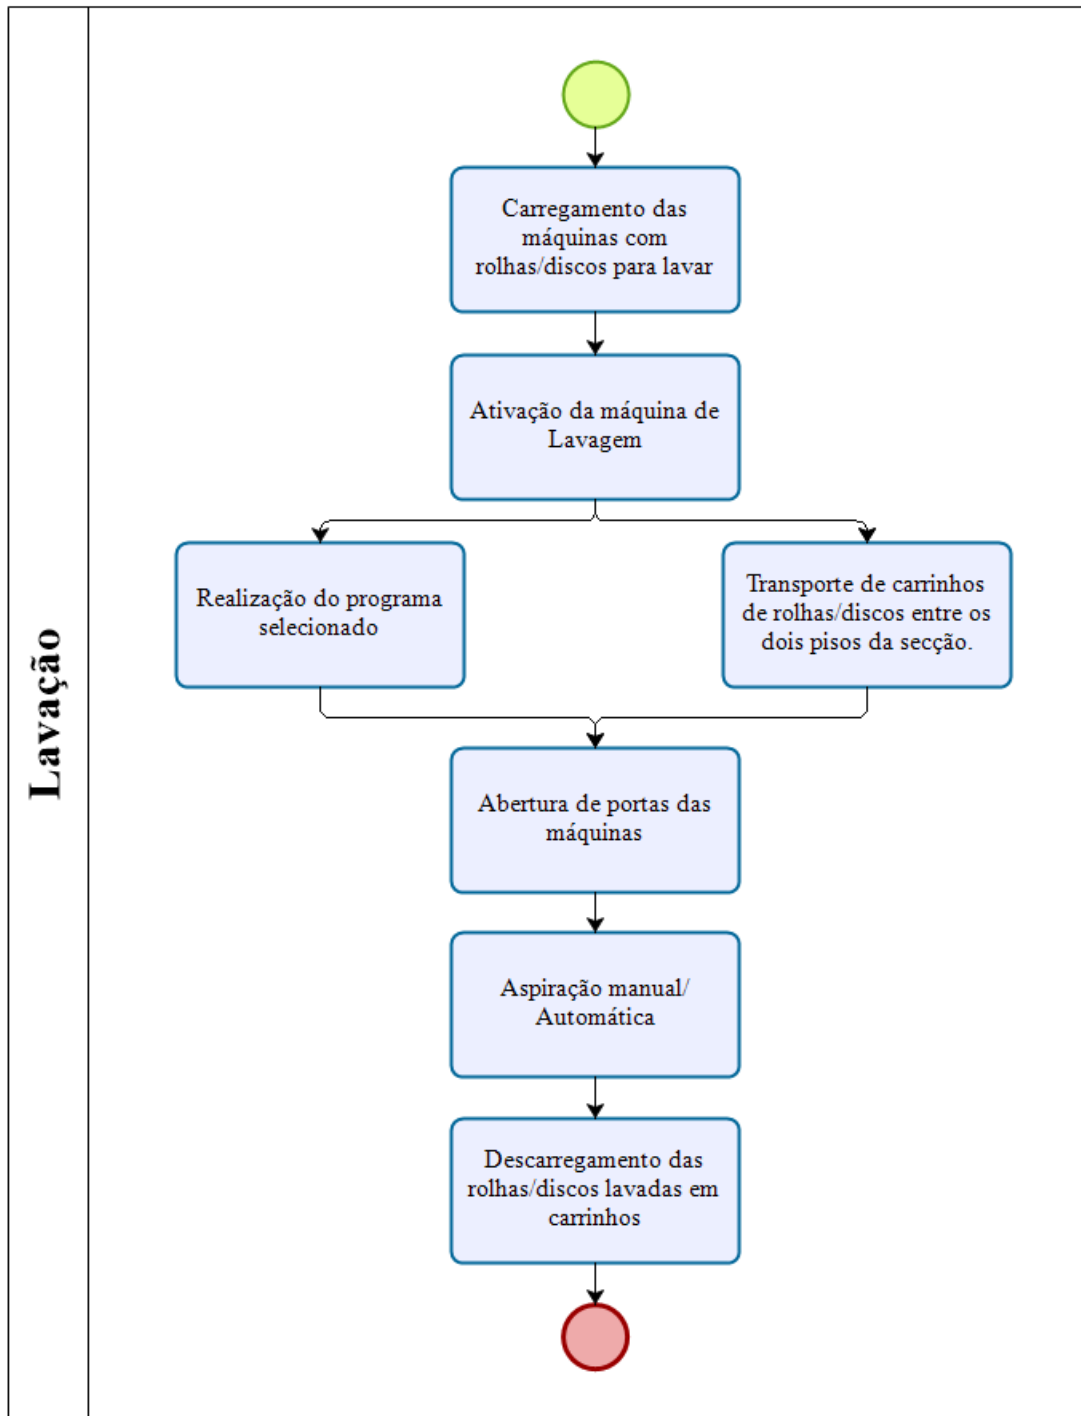 Lavação
Carregamento das
máquinas com
rolhas/discos para lavar
Ativação da máquina de
Lavagem
Realização do programa
selecionado
Transporte de carrinhos
de rolhas/discos entre os
dois pisos da secção.
Abertura de portas das
máquinas
Aspiração manual/
Automática
Descarregamento das
rolhas/discos lavadas em
carrinhos